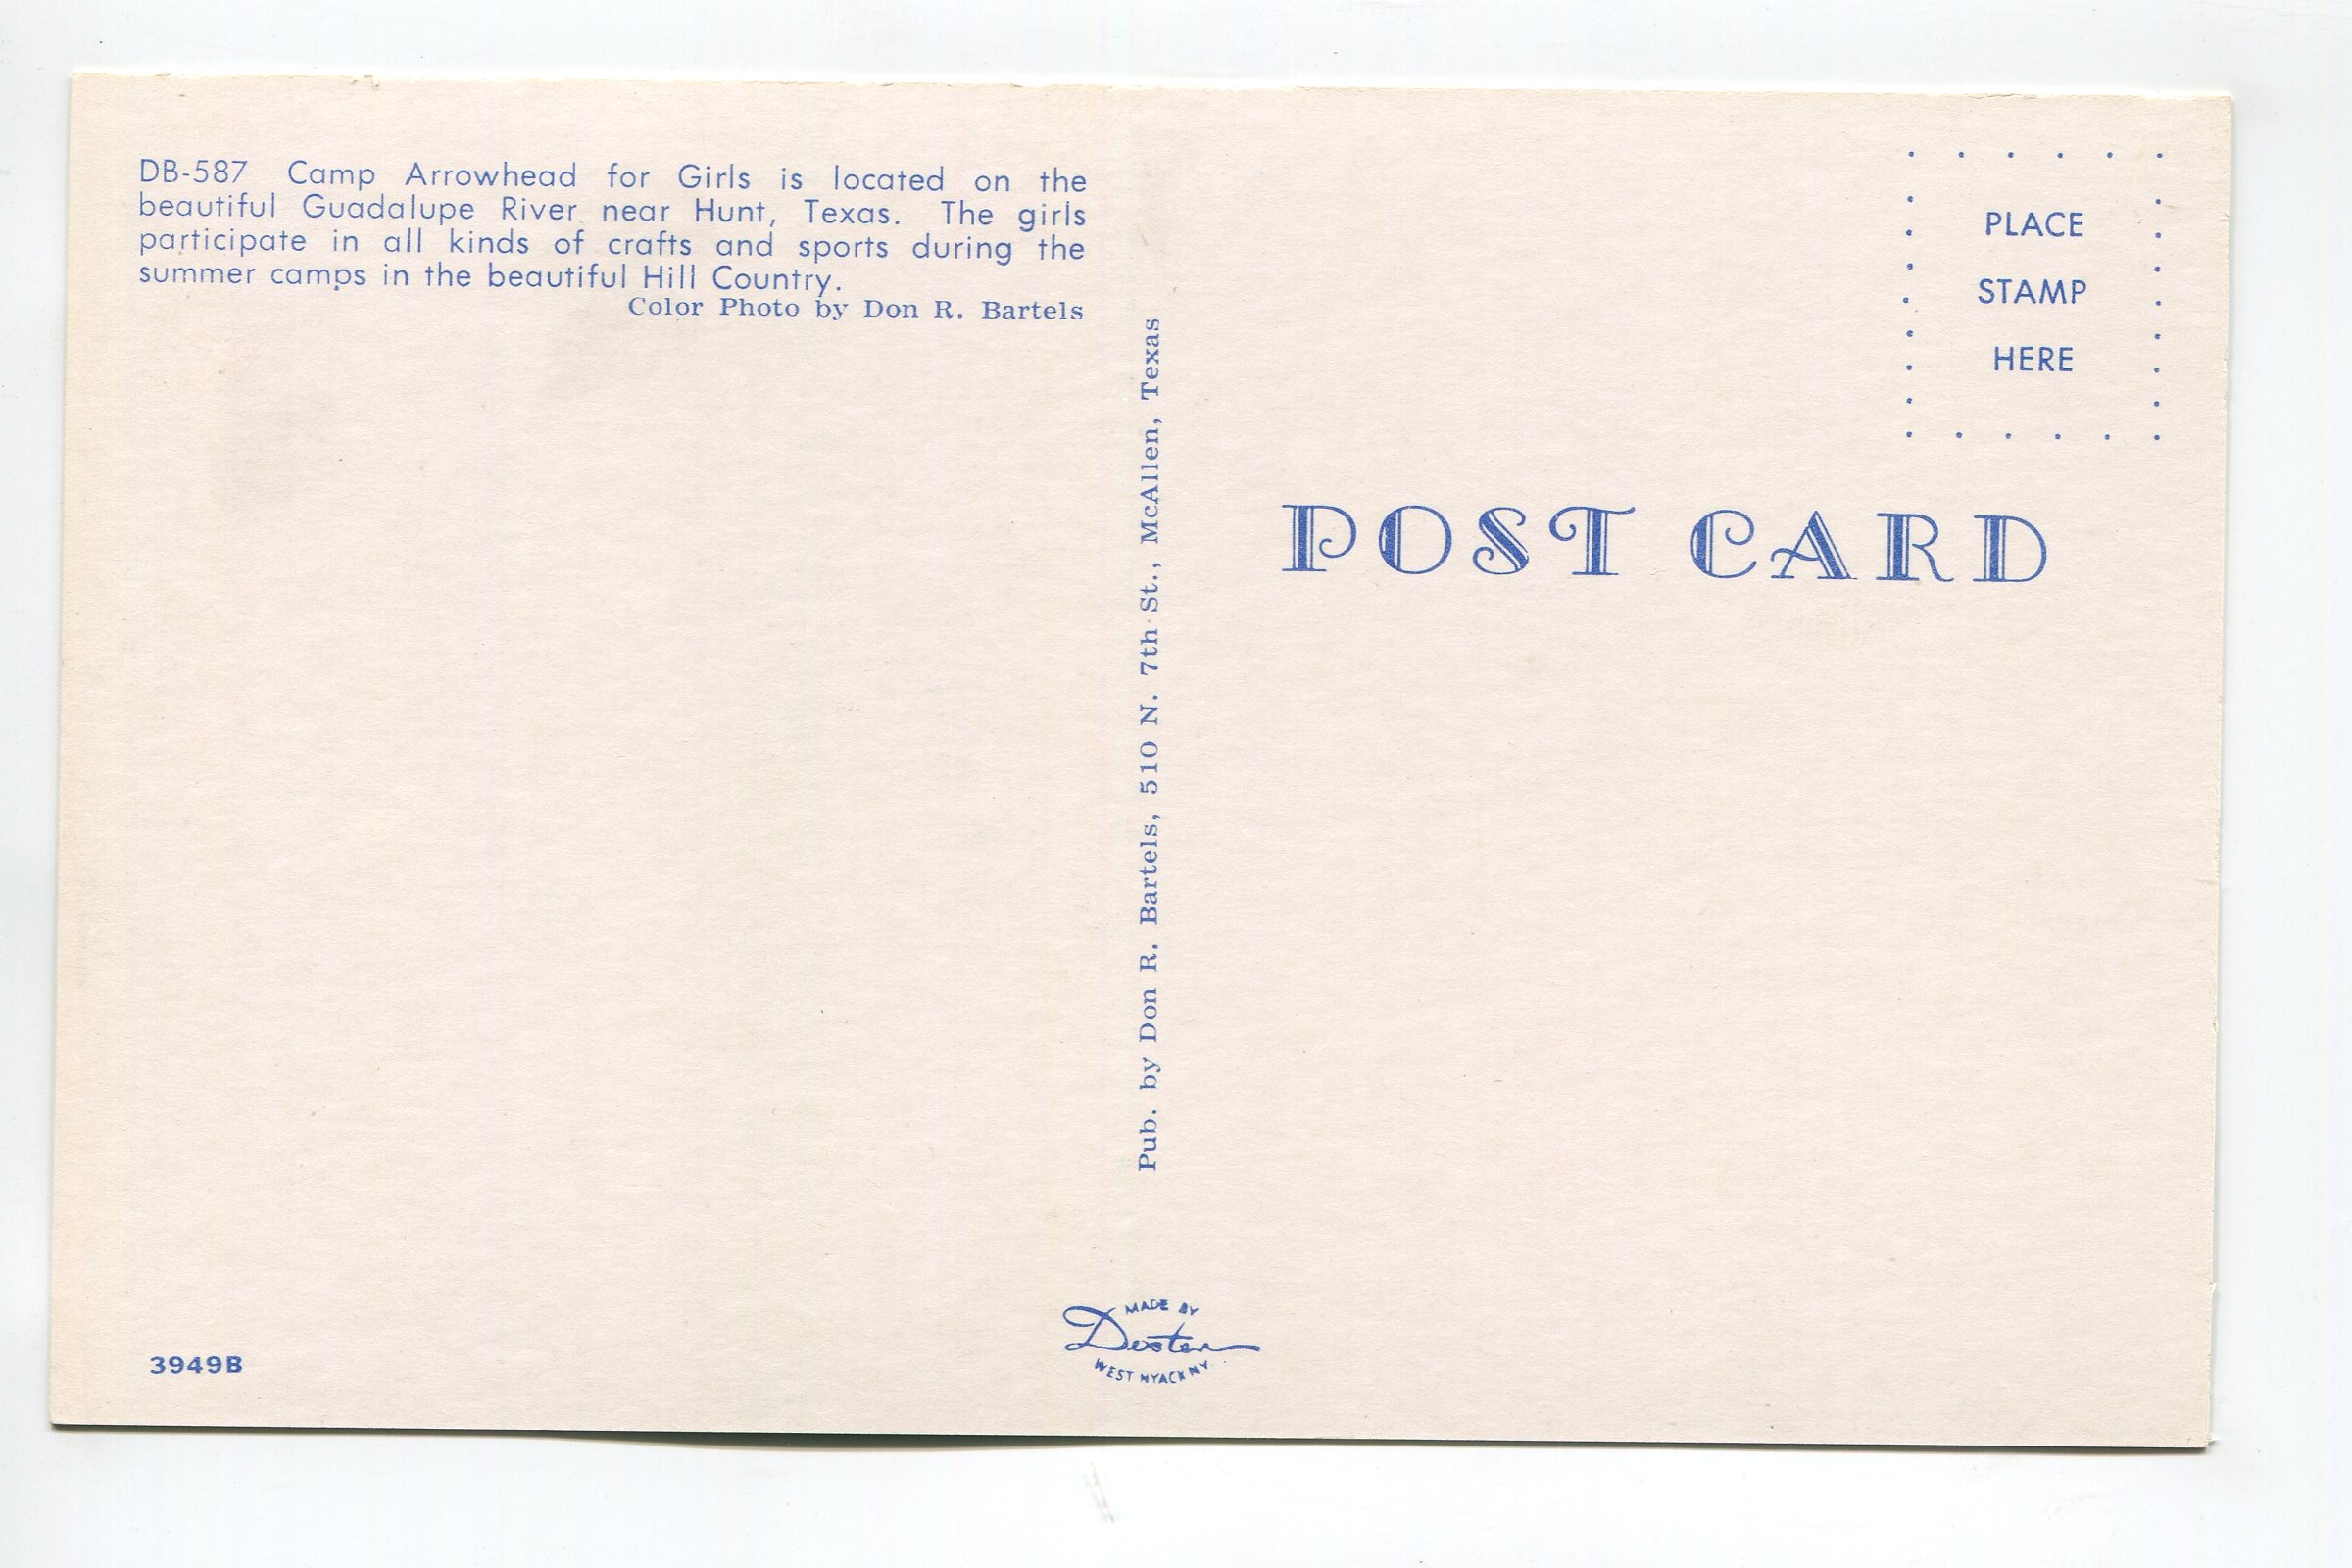 DB-587 Camp Arrowhead for Girls is located on the
beautiful Guadalupe River near Hunt, Texas. The girls
participate in all kinds of crafts and sports during the
summer camps in the beautiful Hill Country.
Color Photo by Don R. Bartels
3949B
Pub. by Don R. Bartels, 510 N. 7th St., McAllen, Texas
MADE BY
Dexter
WEST NYACK NY.
PLACE
STAMP
HERE
POST CARD